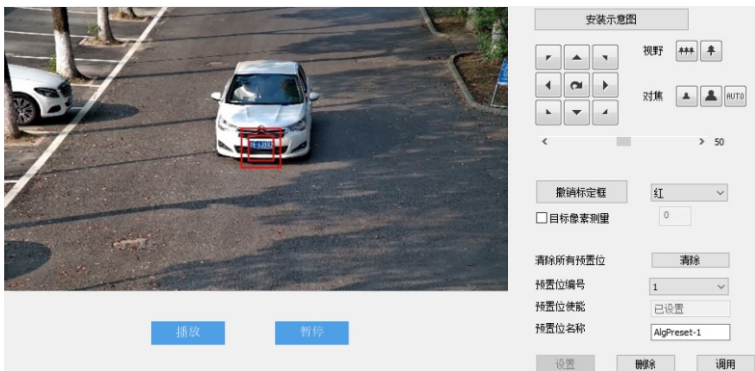 安装示意图
视野
对焦 AUTO
50
撤消标定框 红
目标像素测量 0
清除所有预置位 清除
预置位编号 1
预置位使能 已设置
预置位名称 AlgPreset-1
播放 暂停
设置 删除 调用